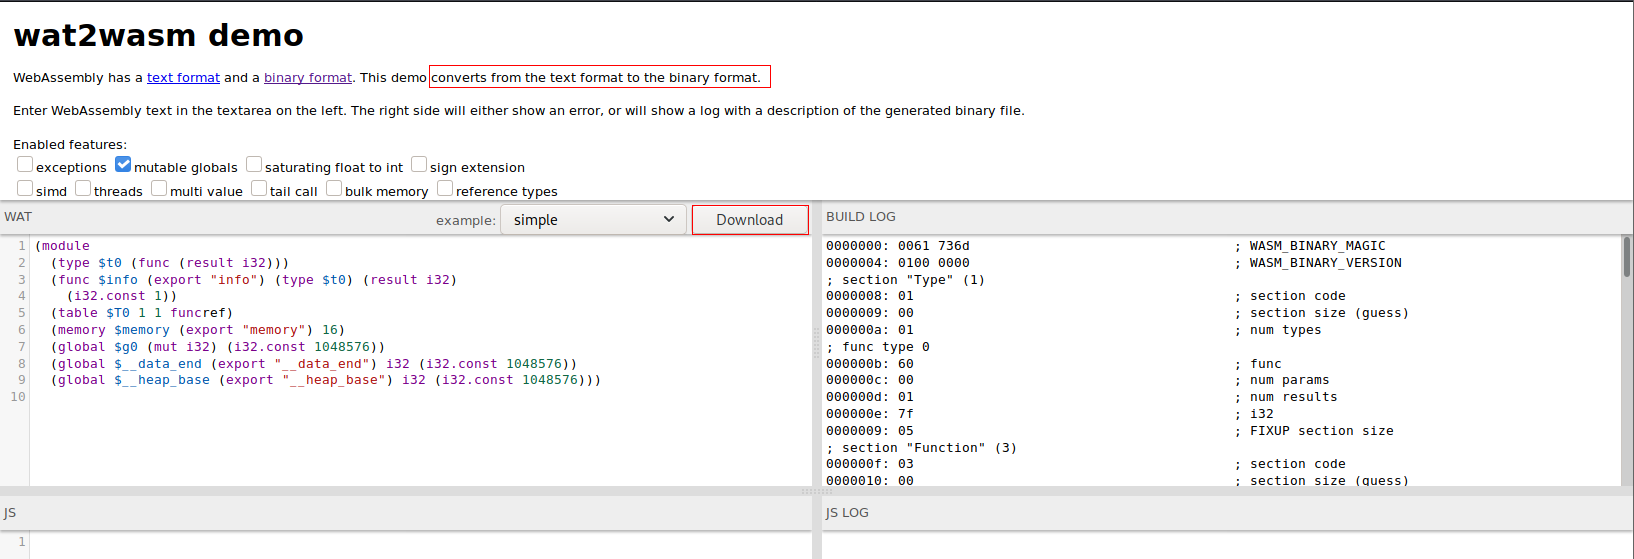 wat2wasm demo
WebAssembly has a text format and a binary format. This demo converts from the text format to the binary format.
Enter WebAssembly text in the textarea on the left. The right side will either show an error, or will show a log with a description of the generated binary file.
Enabled features:
exceptions mutable globals saturating float to int sign extension
simd threads multi value tail call bulk memory reference types
WAT example: simple Download
1 (module
2 (type $t0 (func (result i32)))
3 (func $info (export "info") (type $t0) (result i32)
4 (i32.const 1))
5 (table $T0 1 1 funcref)
6 (memory $memory (export "memory") 16)
7 (global $g0 (mut i32) (i32.const 1048576))
8 (global $__data_end (export "__data_end") i32 (i32.const 1048576))
9 (global $__heap_base (export "__heap_base") i32 (i32.const 1048576)))
10
BUILD LOG
0000000: 0061 736d ; WASM_BINARY_MAGIC
0000004: 0100 0000 ; WASM_BINARY_VERSION
; section "Type" (1)
0000008: 01 ; section code
0000009: 00 ; section size (guess)
000000a: 01 ; num types
; func type 0
000000b: 60 ; func
000000c: 00 ; num params
000000d: 01 ; num results
000000e: 7f ; i32
0000009: 05 ; FIXUP section size
; section "Function" (3)
000000f: 03 ; section code
0000010: 00 ; section size (guess)
JS
1
JS LOG